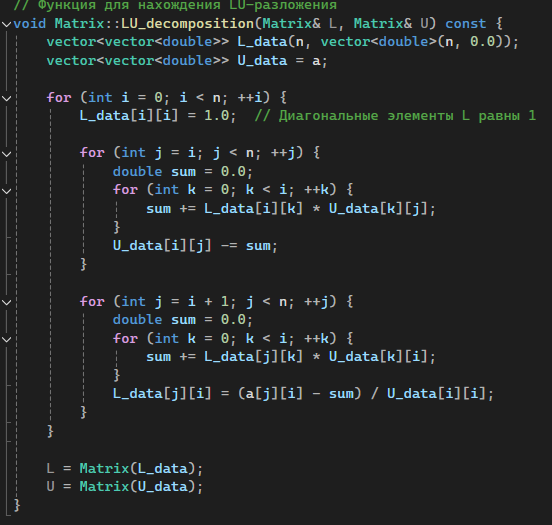 // Функция для нахождения LU-разложения
void Matrix::LU_decomposition(Matrix& L, Matrix& U) const {
    vector<vector<double>> L_data(n, vector<double>(n, 0.0));
    vector<vector<double>> U_data = a;

    for (int i = 0; i < n; ++i) {
        L_data[i][i] = 1.0;  // Диагональные элементы L равны 1

        for (int j = i; j < n; ++j) {
            double sum = 0.0;
            for (int k = 0; k < i; ++k) {
                sum += L_data[i][k] * U_data[k][j];
            }
            U_data[i][j] -= sum;
        }

        for (int j = i + 1; j < n; ++j) {
            double sum = 0.0;
            for (int k = 0; k < i; ++k) {
                sum += L_data[j][k] * U_data[k][i];
            }
            L_data[j][i] = (a[j][i] - sum) / U_data[i][i];
        }
    }

    L = Matrix(L_data);
    U = Matrix(U_data);
}